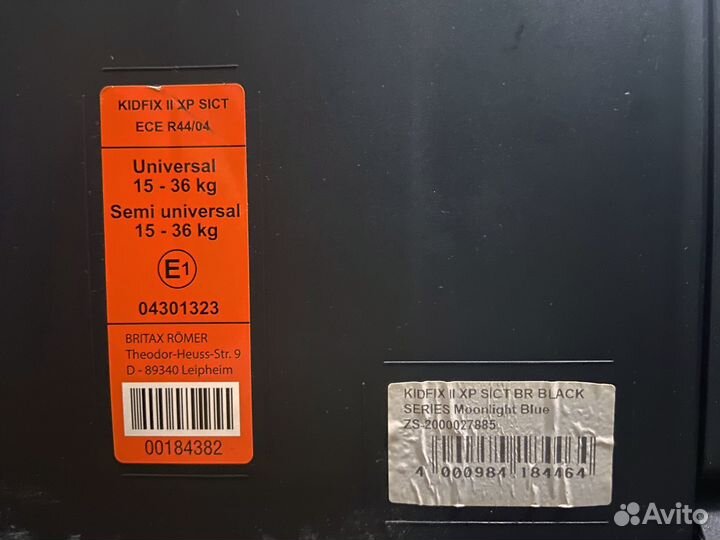 KIDFIX II XP SICT
ECE R44/04
Universal
15 - 36 kg
Semi universal
15 - 36 kg
E1
04301323
BRITAX RÖMER
Theodor-Heuss-Str. 9
D - 89340 Leipheim
00184382
KIDFIX II XP SICT BR BLACK
SERIES Moonlight Blue
ZS-2000027885
4 000984 184464
Avito